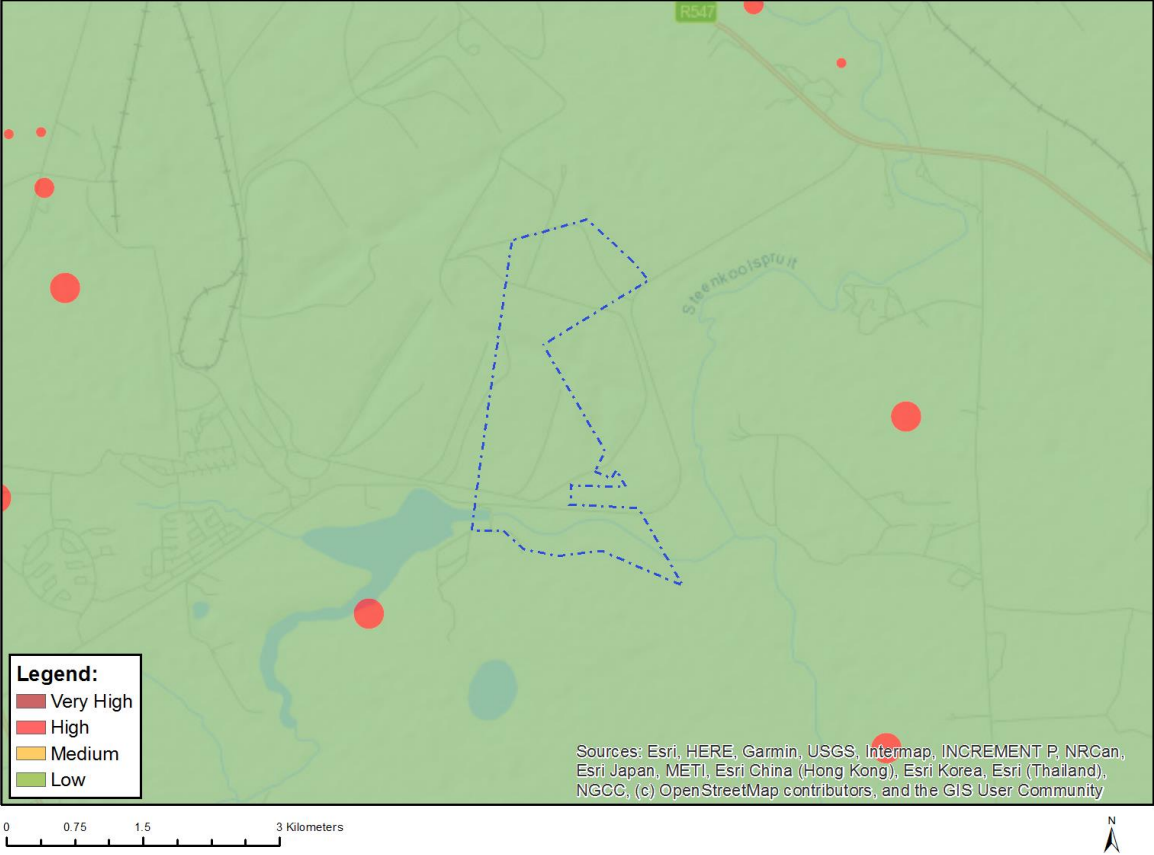 R547
Steenkoolspruit
Legend:
Very High
High
Medium
Low
Sources: Esri, HERE, Garmin, USGS, Intermap, INCREMENT P, NRCan,
Esri Japan, METI, Esri China (Hong Kong), Esri Korea, Esri (Thailand),
NGCC, (c) OpenStreetMap contributors, and the GIS User Community
0 0.75 1.5 3 Kilometers
N